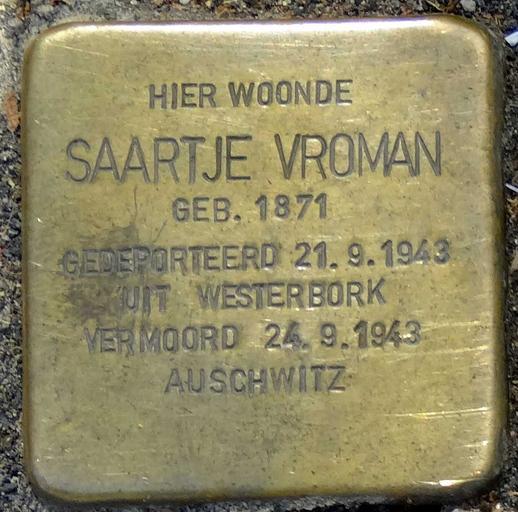 HIER WOONDE
SAARTJE VROMAN
GEB. 1871
GEDEPORTEERD 21.9.1943
UIT WESTERBORK
VERMOORD 24.9.1943
AUSCHWITZ